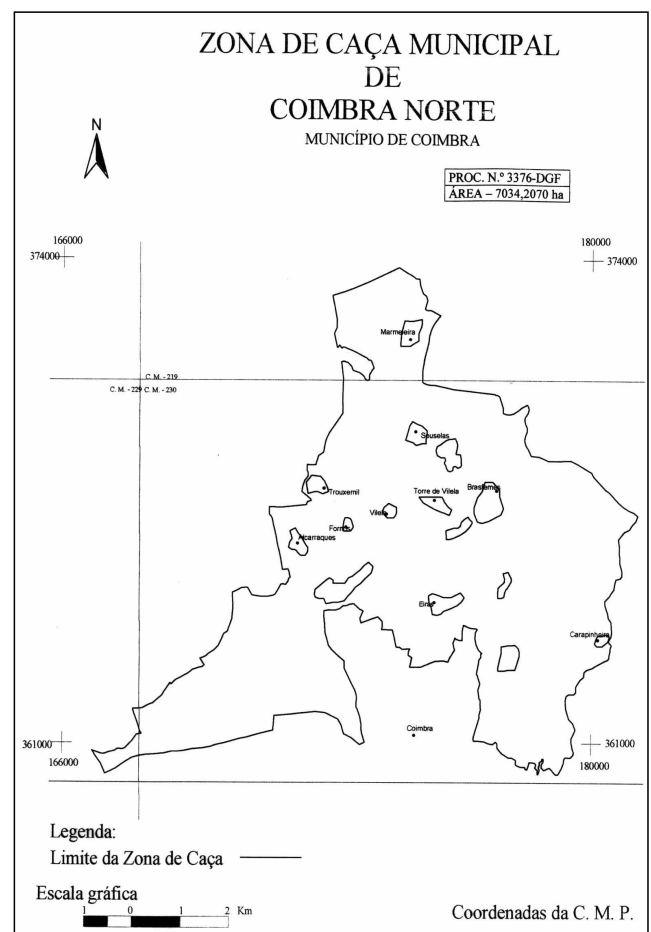 ZONA DE CAÇA MUNICIPAL
DE
COIMBRA NORTE
MUNICÍPIO DE COIMBRA
N
PROC. N.º 3376-DGF
ÁREA – 7034,2070 ha
166000
374000
180000
374000
Marmeleira
C. M. - 219
C. M. - 229 C. M. - 230
Souselas
Trouxemil
Torre de Vilela
Brasfemes
Vilela
Fornos
Alcarraques
Eiras
Carapinheira
Coimbra
361000
166000
361000
180000
Legenda:
Limite da Zona de Caça
Escala gráfica
1 0 1 2 Km
Coordenadas da C. M. P.